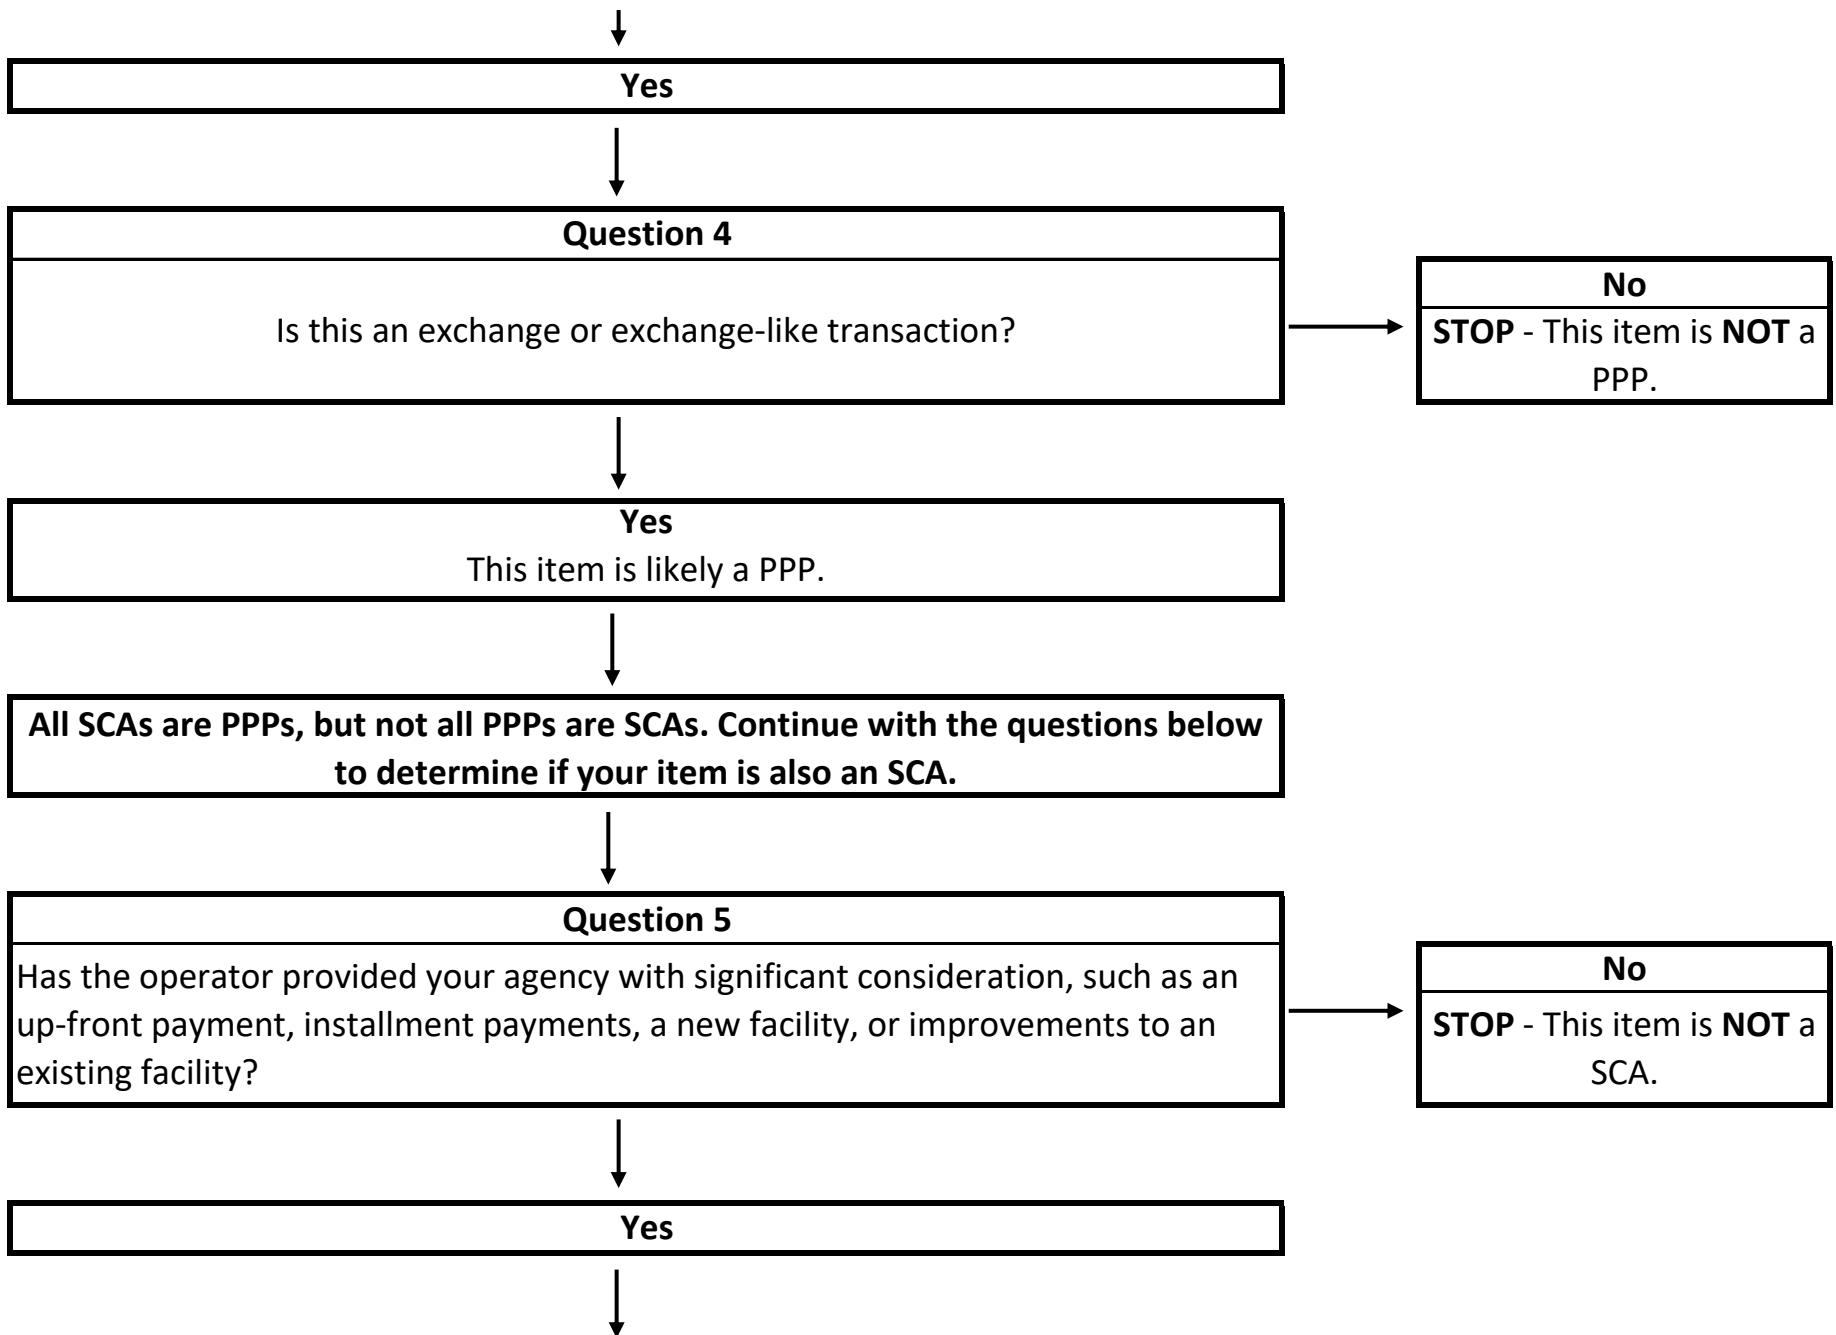 Yes
Question 4
Is this an exchange or exchange-like transaction?
No
STOP - This item is NOT a
PPP.
Yes
This item is likely a PPP.
All SCAs are PPPs, but not all PPPs are SCAs. Continue with the questions below
to determine if your item is also an SCA.
Question 5
Has the operator provided your agency with significant consideration, such as an
up-front payment, installment payments, a new facility, or improvements to an
existing facility?
No
STOP - This item is NOT a
SCA.
Yes